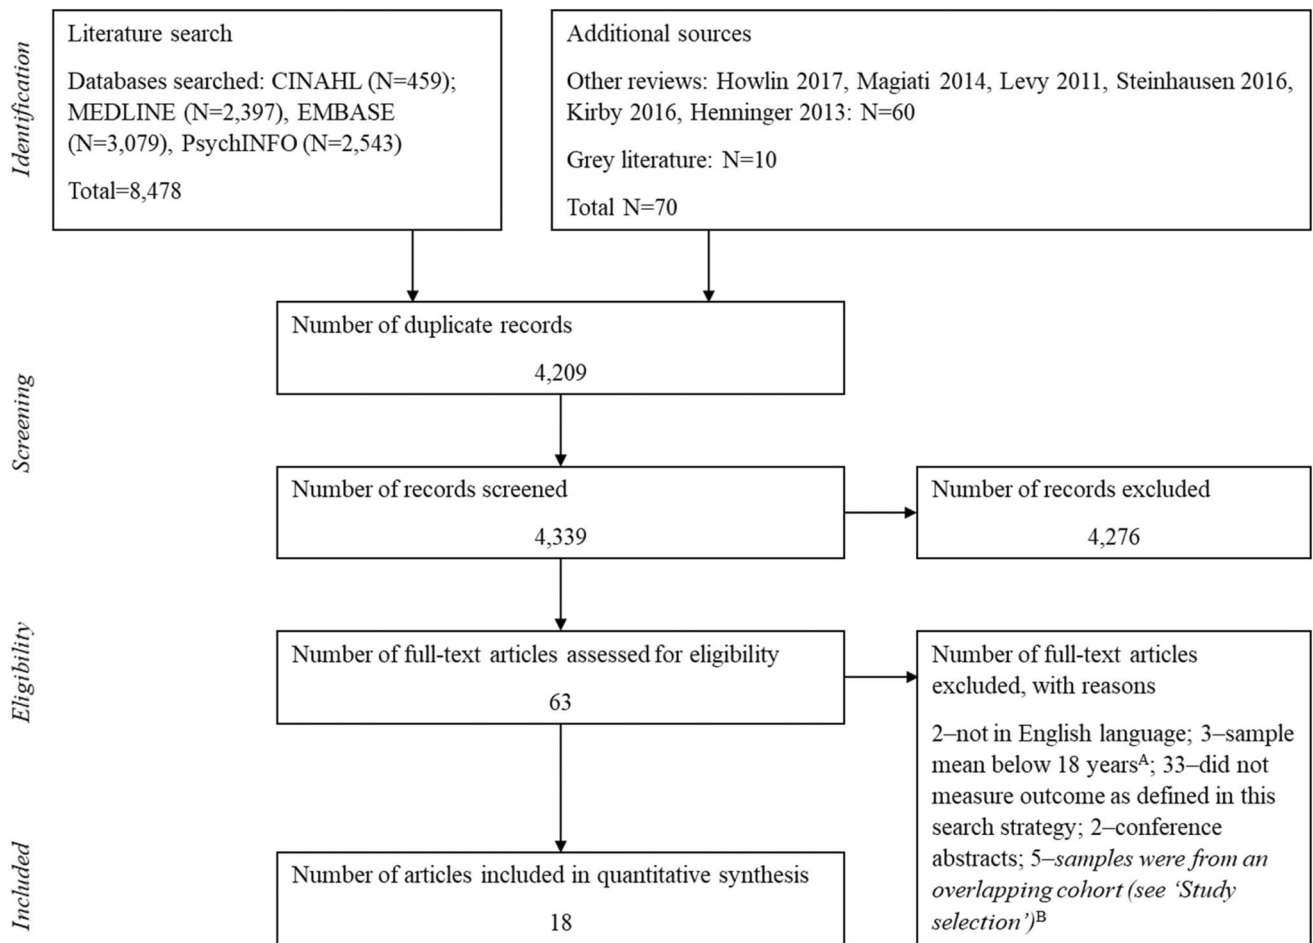 Identification
Literature search
Databases searched: CINAHL (N=459);
MEDLINE (N=2,397), EMBASE
(N=3,079), PsychINFO (N=2,543)
Total=8,478
Additional sources
Other reviews: Howlin 2017, Magiati 2014, Levy 2011, Steinhausen 2016,
Kirby 2016, Henninger 2013: N=60
Grey literature: N=10
Total N=70
Screening
Number of duplicate records
4,209
Number of records screened
4,339
Number of records excluded
4,276
Eligibility
Number of full-text articles assessed for eligibility
63
Number of full-text articles
excluded, with reasons
2–not in English language; 3–sample
mean below 18 yearsᴬ; 33–did not
measure outcome as defined in this
search strategy; 2–conference
abstracts; 5–samples were from an
overlapping cohort (see ‘Study
selection’)ᴮ
Included
Number of articles included in quantitative synthesis
18